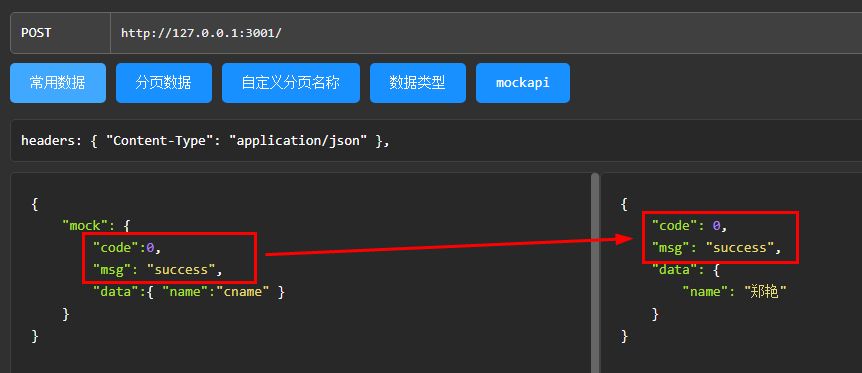 POST http://127.0.0.1:3001/
常用数据 分页数据 自定义分页名称 数据类型 mockapi
headers: { "Content-Type": "application/json" },
{
"mock": {
"code":0,
"msg": "success",
"data":{ "name":"cname" }
}
}
{
"code": 0,
"msg": "success",
"data": {
"name": "郑艳"
}
}